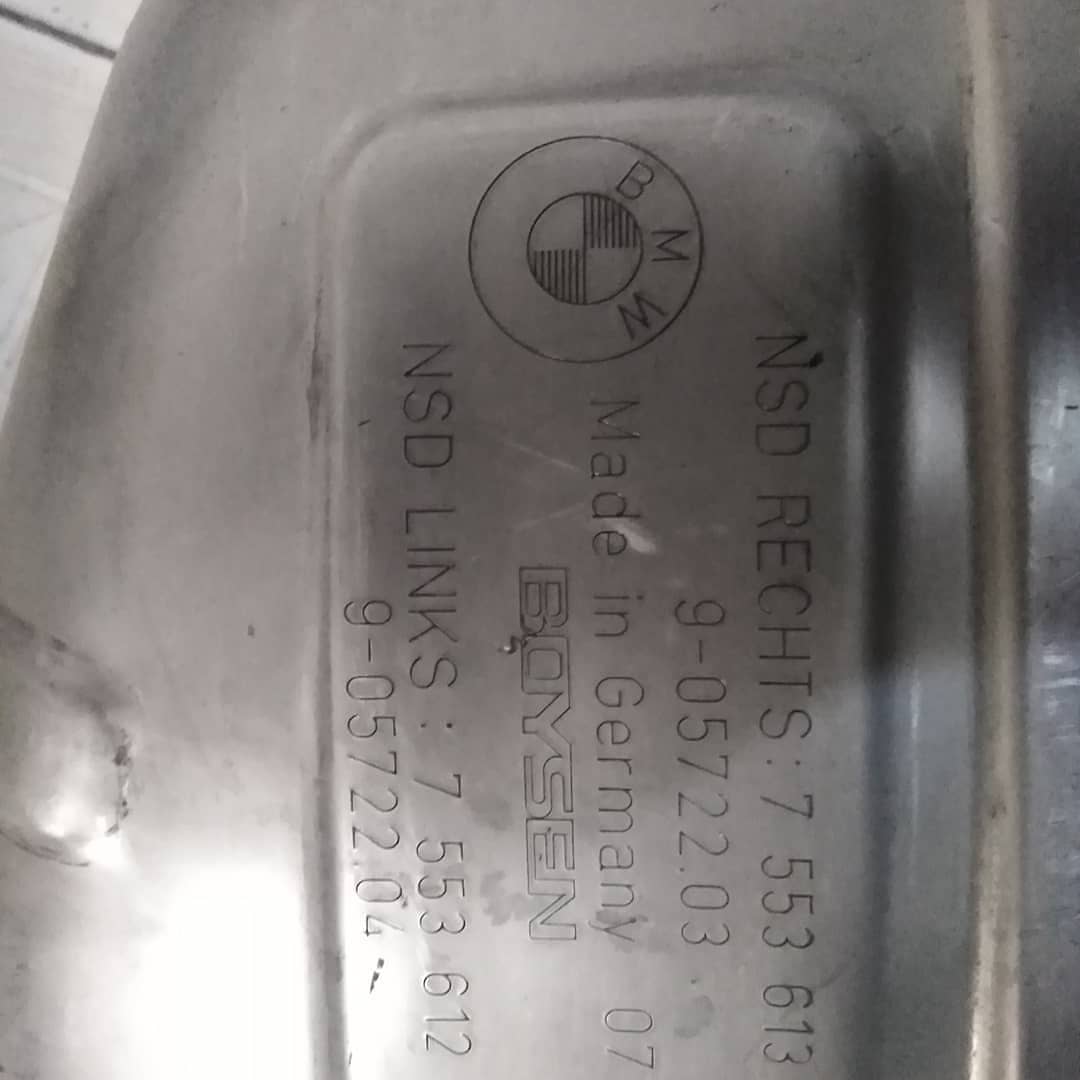 BMW
NSD RECHTS: 7 553 613
9-05722.03
Made in Germany 07
BOYSEN
NSD LINKS: 7 553 612
9-05722.04